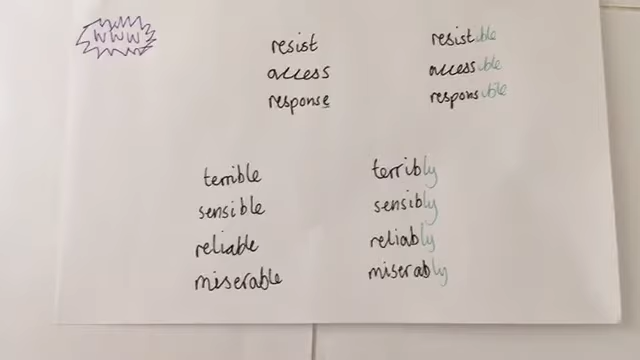 WWW
resist resistible
access accessible
response responsible
terrible terribly
sensible sensibly
reliable reliably
miserable miserably